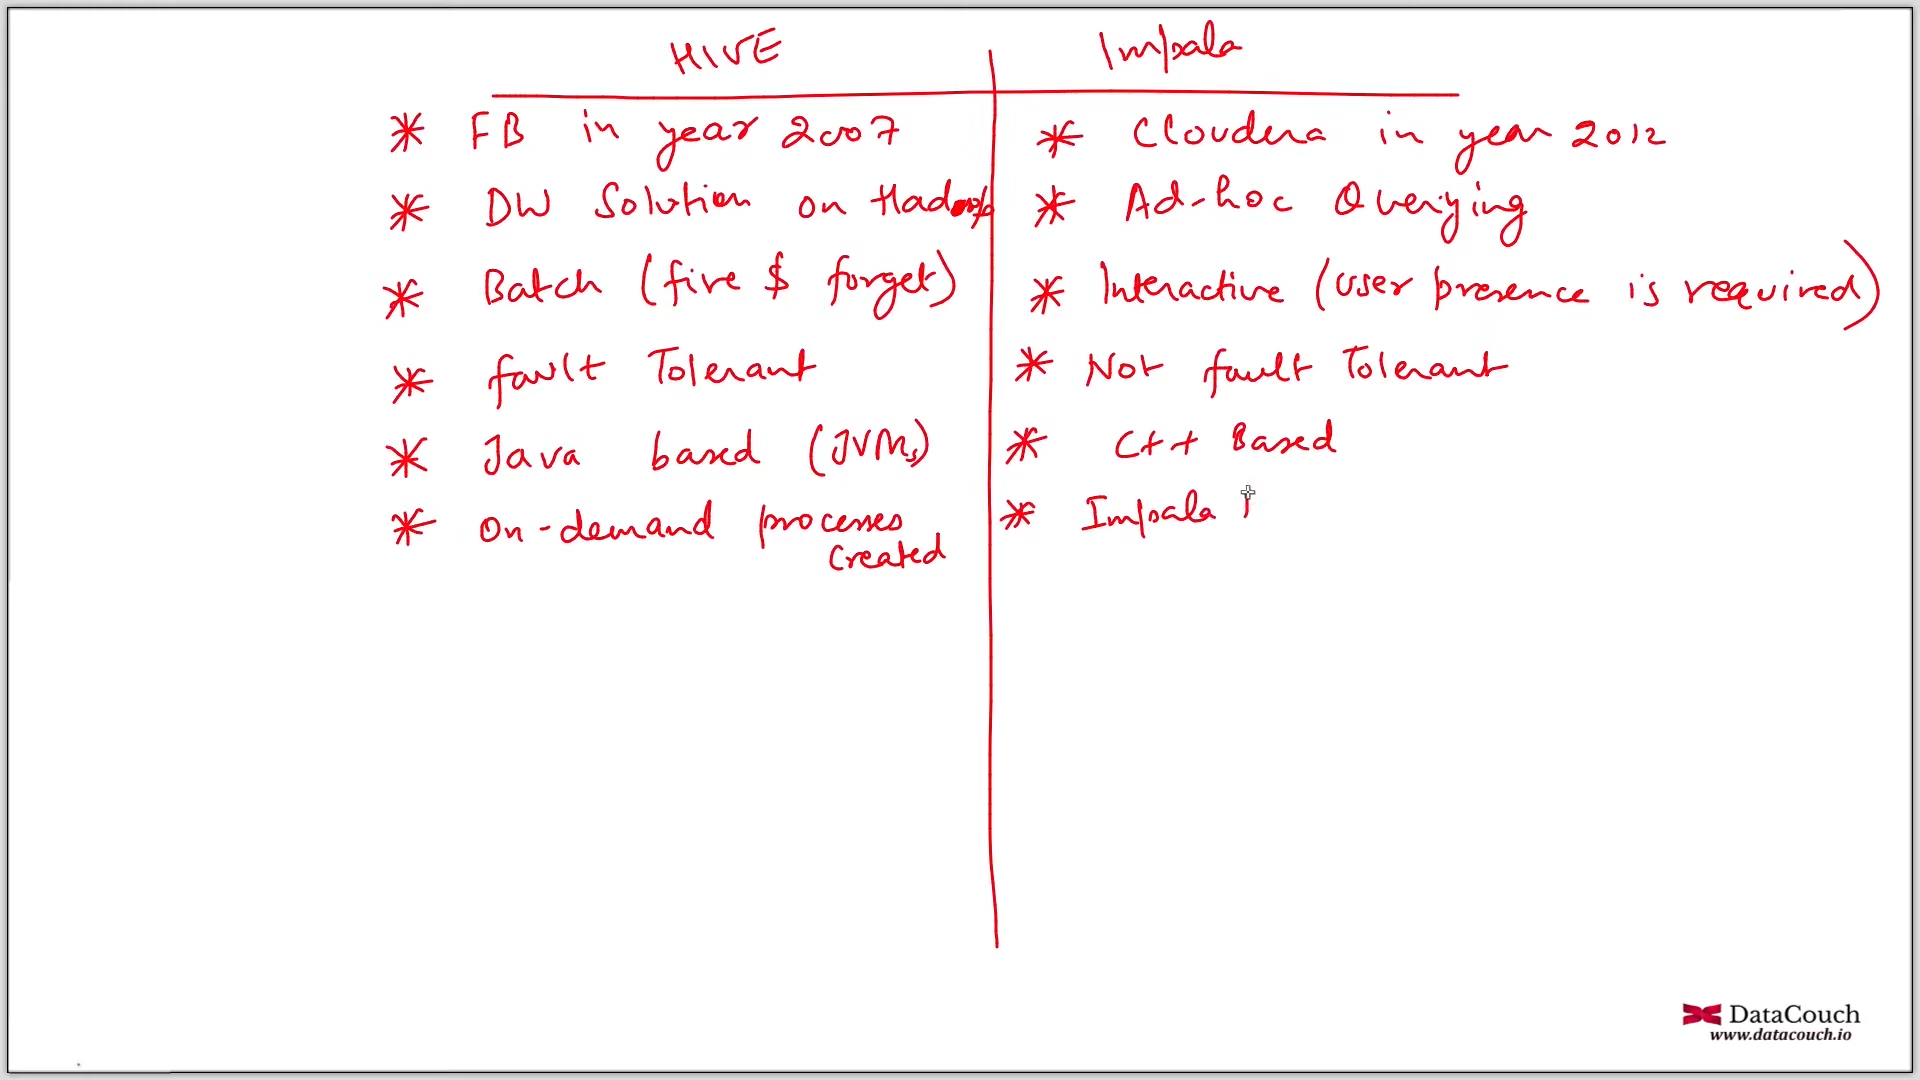 HIVE
Impala
* FB in year 2007
* Cloudera in year 2012
* DW Solution on Hadoop
* Ad-hoc Querying
* Batch (fire $ forget)
* Interactive (user presence is required)
* fault Tolerant
* Not fault Tolerant
* Java based (JVMs)
* C++ Based
* On-demand processes
created
* Impala
DataCouch
www.datacouch.io